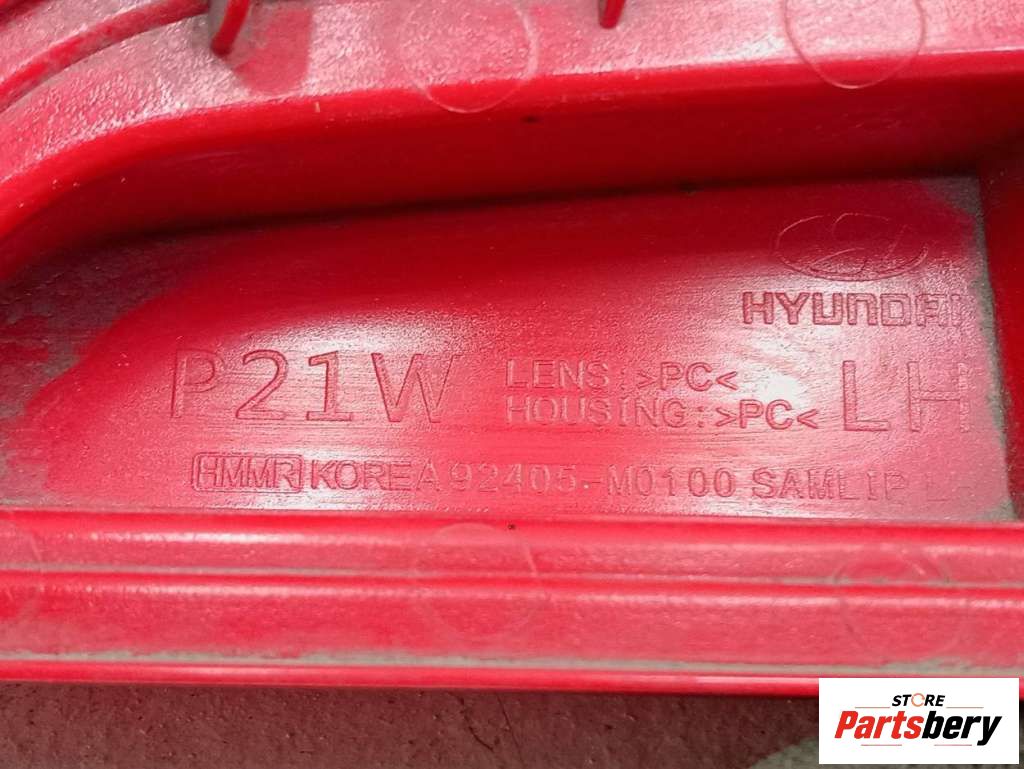 HYUNDAI
P21W
LENS:>PC<
HOUSING:>PC<
LH
HMMR KOREA 92405-M0100 SAMLIP
STORE
Partsbery